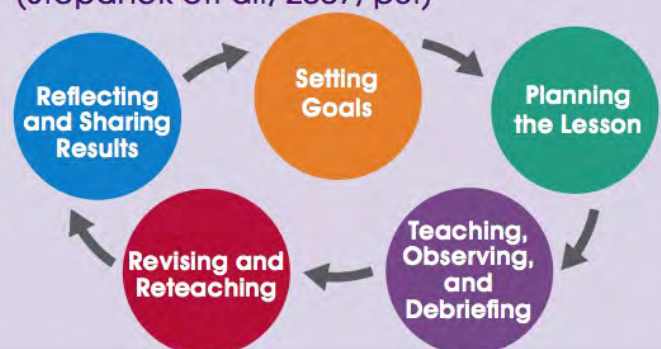 Setting
Goals
Planning
the Lesson
Teaching,
Observing,
and
Debriefing
Revising and
Reteaching
Reflecting
and Sharing
Results